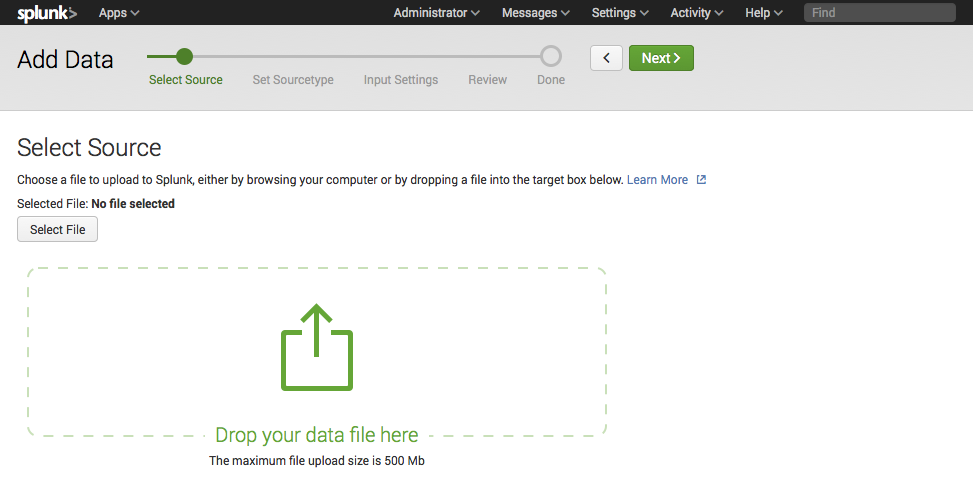 splunk> Apps Administrator Messages Settings Activity Help Find
Add Data
Select Source Set Sourcetype Input Settings Review Done
< Next >
Select Source
Choose a file to upload to Splunk, either by browsing your computer or by dropping a file into the target box below. Learn More
Selected File: No file selected
Select File
Drop your data file here
The maximum file upload size is 500 Mb